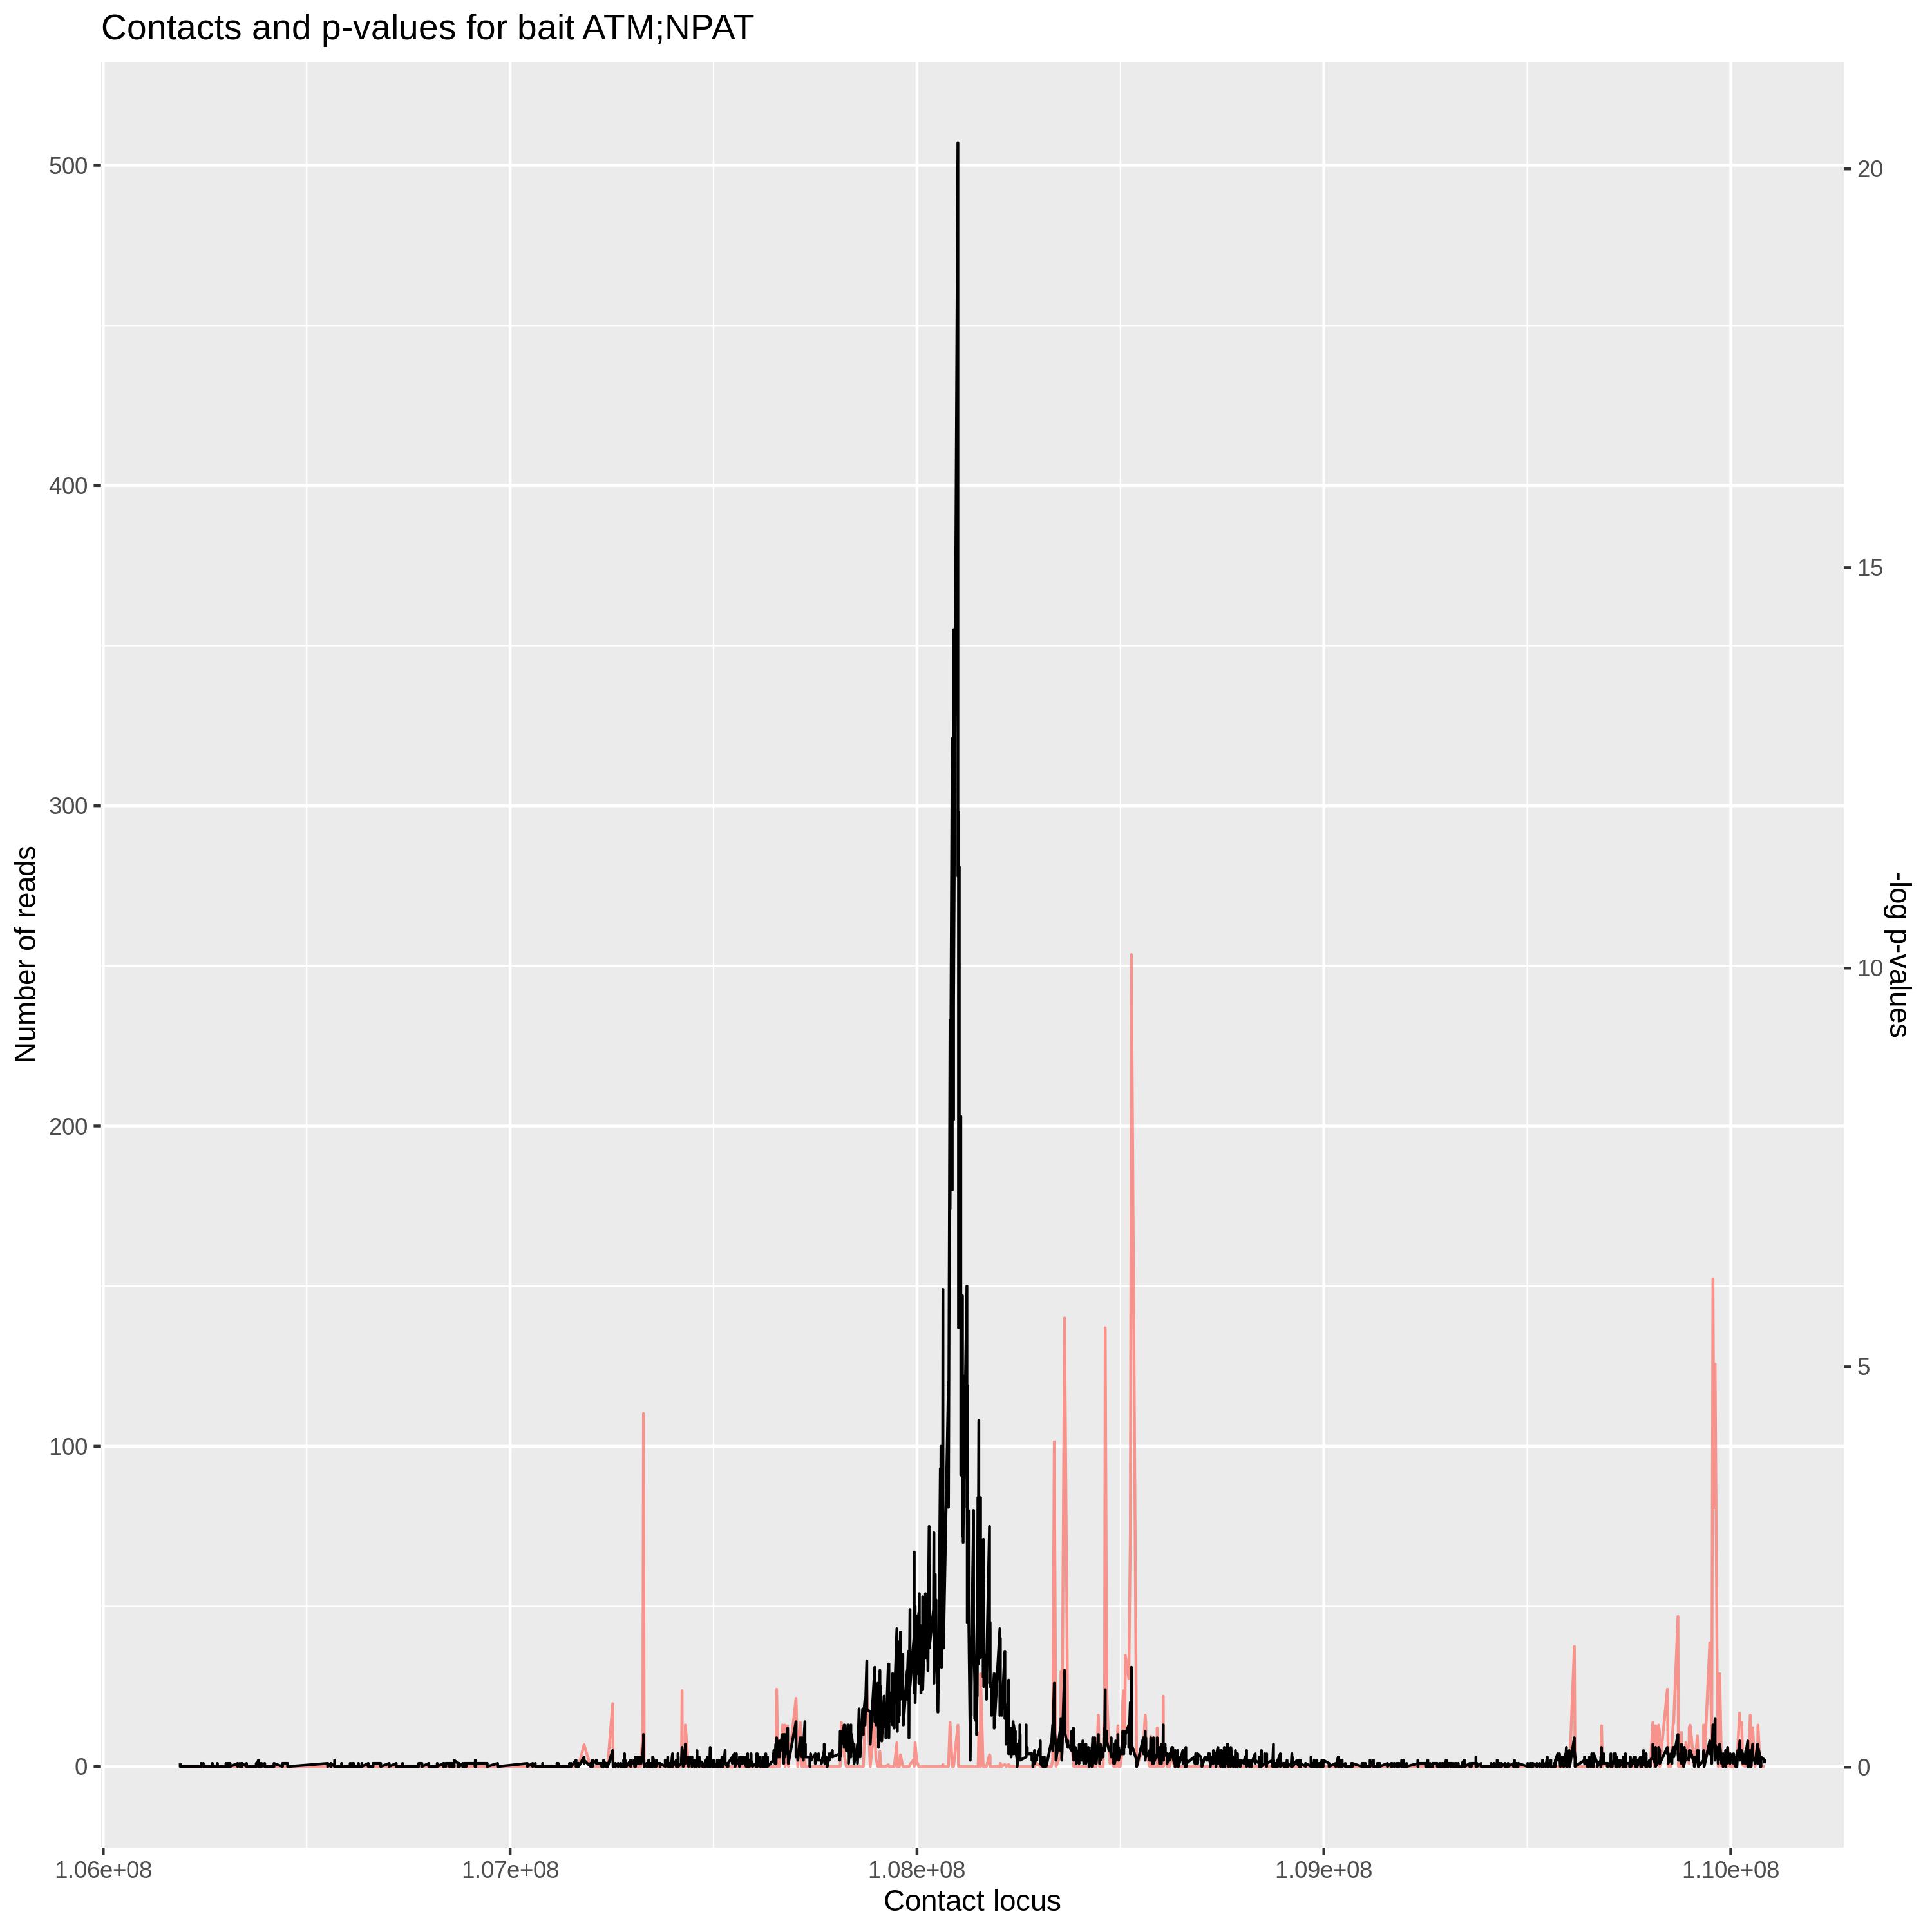 Contacts and p-values for bait ATM;NPAT
500
400
300
200
100
0
Number of reads
20
15
10
5
0
-log p-values
1.06e+08
1.07e+08
1.08e+08
1.09e+08
1.10e+08
Contact locus